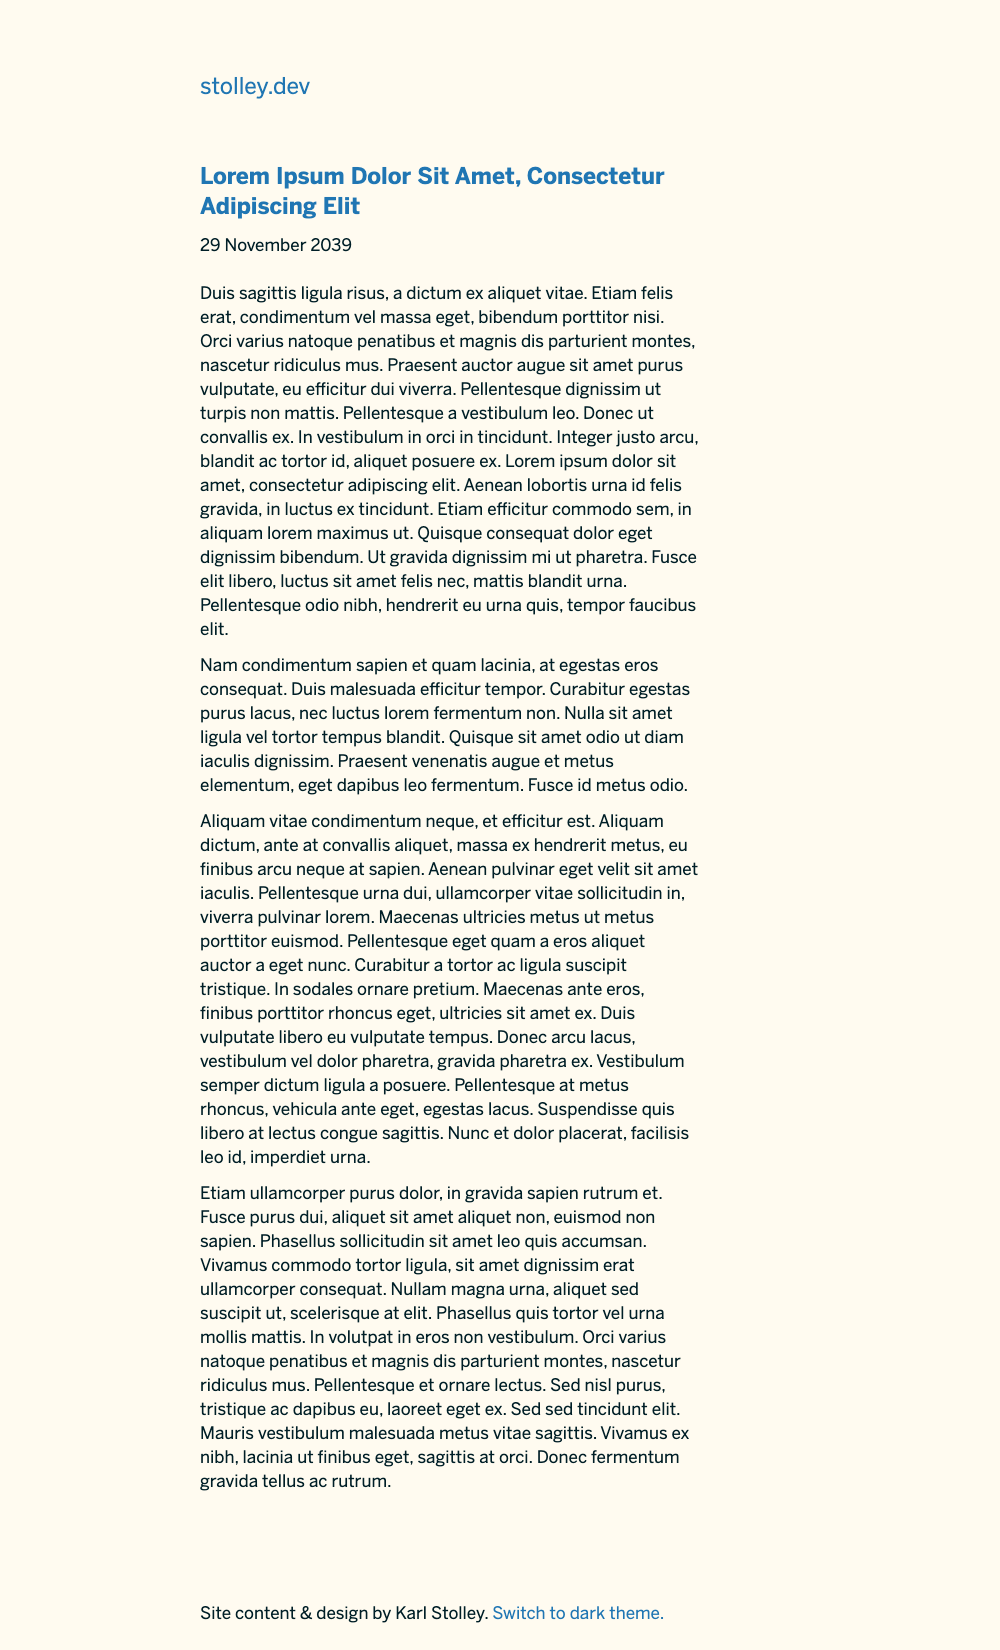 stolley.dev
Lorem Ipsum Dolor Sit Amet, Consectetur
Adipiscing Elit
29 November 2039
Duis sagittis ligula risus, a dictum ex aliquet vitae. Etiam felis
erat, condimentum vel massa eget, bibendum porttitor nisi.
Orci varius natoque penatibus et magnis dis parturient montes,
nascetur ridiculus mus. Praesent auctor augue sit amet purus
vulputate, eu efficitur dui viverra. Pellentesque dignissim ut
turpis non mattis. Pellentesque a vestibulum leo. Donec ut
convallis ex. In vestibulum in orci in tincidunt. Integer justo arcu,
blandit ac tortor id, aliquet posuere ex. Lorem ipsum dolor sit
amet, consectetur adipiscing elit. Aenean lobortis urna id felis
gravida, in luctus ex tincidunt. Etiam efficitur commodo sem, in
aliquam lorem maximus ut. Quisque consequat dolor eget
dignissim bibendum. Ut gravida dignissim mi ut pharetra. Fusce
elit libero, luctus sit amet felis nec, mattis blandit urna.
Pellentesque odio nibh, hendrerit eu urna quis, tempor faucibus
elit.
Nam condimentum sapien et quam lacinia, at egestas eros
consequat. Duis malesuada efficitur tempor. Curabitur egestas
purus lacus, nec luctus lorem fermentum non. Nulla sit amet
ligula vel tortor tempus blandit. Quisque sit amet odio ut diam
iaculis dignissim. Praesent venenatis augue et metus
elementum, eget dapibus leo fermentum. Fusce id metus odio.
Aliquam vitae condimentum neque, et efficitur est. Aliquam
dictum, ante at convallis aliquet, massa ex hendrerit metus, eu
finibus arcu neque at sapien. Aenean pulvinar eget velit sit amet
iaculis. Pellentesque urna dui, ullamcorper vitae sollicitudin in,
viverra pulvinar lorem. Maecenas ultricies metus ut metus
porttitor euismod. Pellentesque eget quam a eros aliquet
auctor a eget nunc. Curabitur a tortor ac ligula suscipit
tristique. In sodales ornare pretium. Maecenas ante eros,
finibus porttitor rhoncus eget, ultricies sit amet ex. Duis
vulputate libero eu vulputate tempus. Donec arcu lacus,
vestibulum vel dolor pharetra, gravida pharetra ex. Vestibulum
semper dictum ligula a posuere. Pellentesque at metus
rhoncus, vehicula ante eget, egestas lacus. Suspendisse quis
libero at lectus congue sagittis. Nunc et dolor placerat, facilisis
leo id, imperdiet urna.
Etiam ullamcorper purus dolor, in gravida sapien rutrum et.
Fusce purus dui, aliquet sit amet aliquet non, euismod non
sapien. Phasellus sollicitudin sit amet leo quis accumsan.
Vivamus commodo tortor ligula, sit amet dignissim erat
ullamcorper consequat. Nullam magna urna, aliquet sed
suscipit ut, scelerisque at elit. Phasellus quis tortor vel urna
mollis mattis. In volutpat in eros non vestibulum. Orci varius
natoque penatibus et magnis dis parturient montes, nascetur
ridiculus mus. Pellentesque et ornare lectus. Sed nisl purus,
tristique ac dapibus eu, laoreet eget ex. Sed sed tincidunt elit.
Mauris vestibulum malesuada metus vitae sagittis. Vivamus ex
nibh, lacinia ut finibus eget, sagittis at orci. Donec fermentum
gravida tellus ac rutrum.
Site content & design by Karl Stolley. Switch to dark theme.